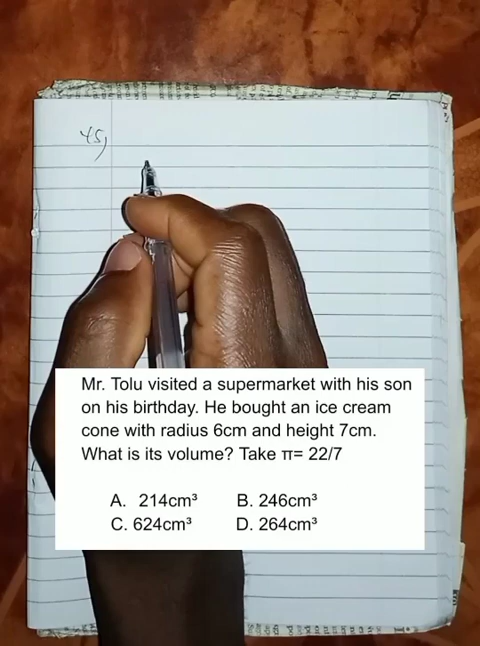 45)
Mr. Tolu visited a supermarket with his son
on his birthday. He bought an ice cream
cone with radius 6cm and height 7cm.
What is its volume? Take π= 22/7
A. 214cm³ B. 246cm³
C. 624cm³ D. 264cm³